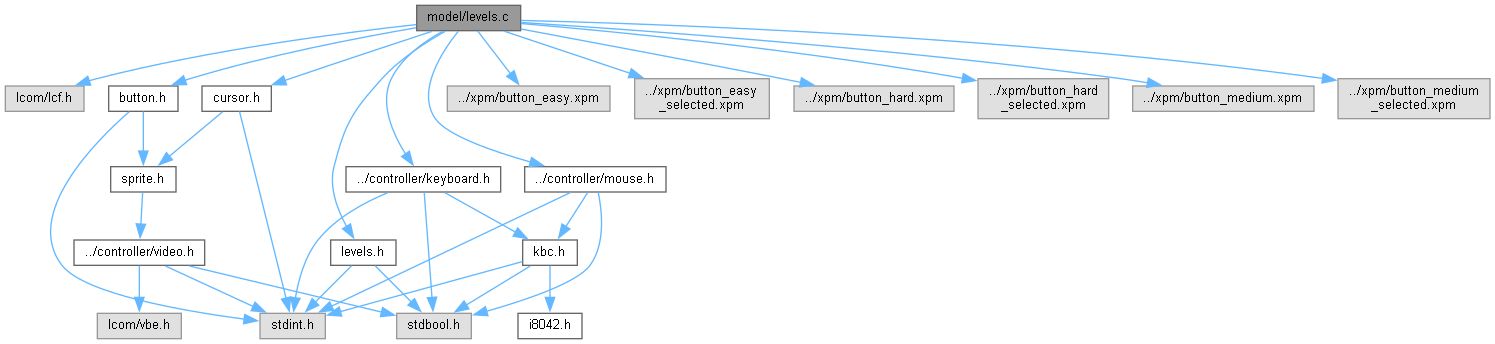 model/levels.c
lcom/lcf.h
button.h
cursor.h
../xpm/button_easy.xpm
../xpm/button_easy
_selected.xpm
../xpm/button_hard.xpm
../xpm/button_hard
_selected.xpm
../xpm/button_medium.xpm
../xpm/button_medium
_selected.xpm
sprite.h
../controller/keyboard.h
../controller/mouse.h
../controller/video.h
levels.h
kbc.h
lcom/vbe.h
stdint.h
stdbool.h
i8042.h